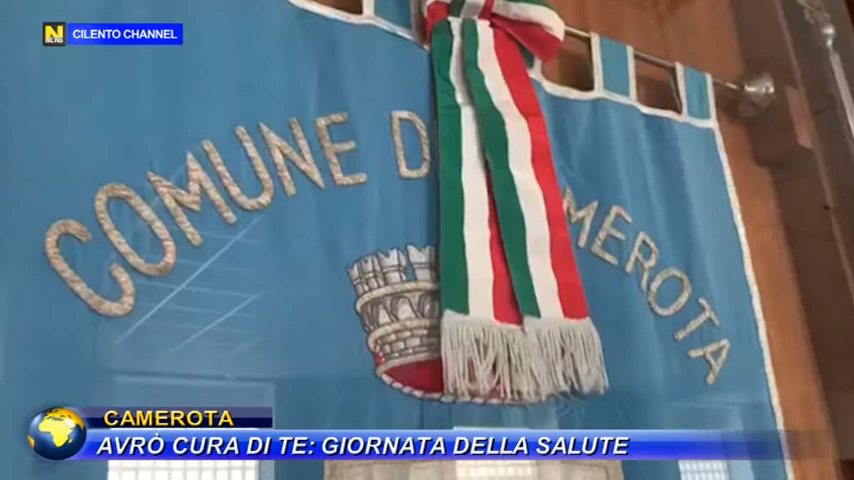 CILENTO CHANNEL
COMUNE D
MEROTA
CAMEROTA
AVRÒ CURA DI TE: GIORNATA DELLA SALUTE